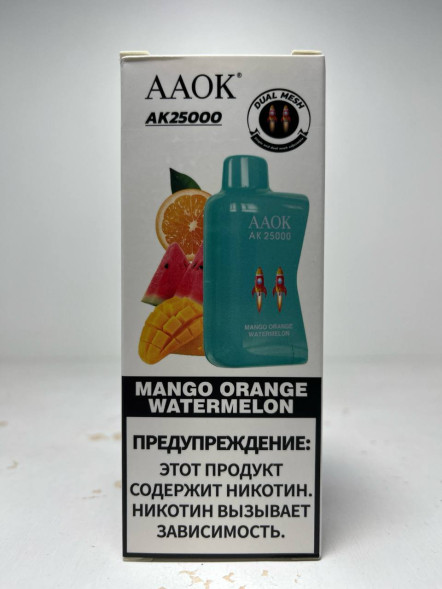 AAOK®
AK25000
DUAL MESH
AAOK
AK 25000
MANGO ORANGE
WATERMELON
MANGO ORANGE
WATERMELON
ПРЕДУПРЕЖДЕНИЕ:
ЭТОТ ПРОДУКТ
СОДЕРЖИТ НИКОТИН.
НИКОТИН ВЫЗЫВАЕТ
ЗАВИСИМОСТЬ.